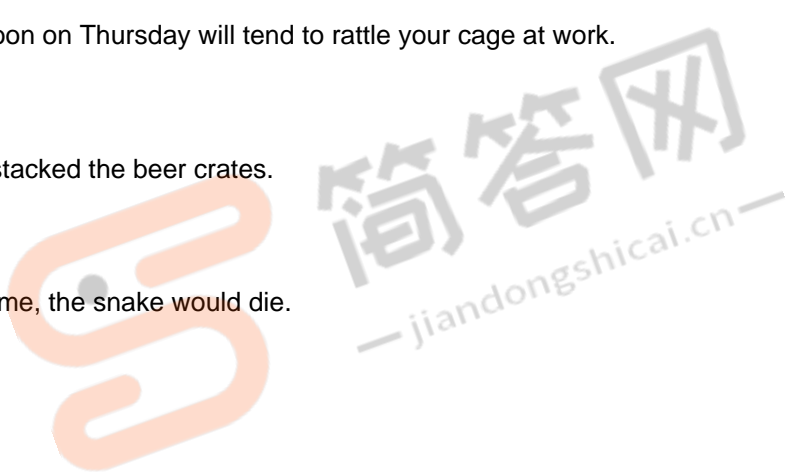 on on Thursday will tend to rattle your cage at work.
stacked the beer crates.
me, the snake would die.
简答网
jiandongshicai.cn